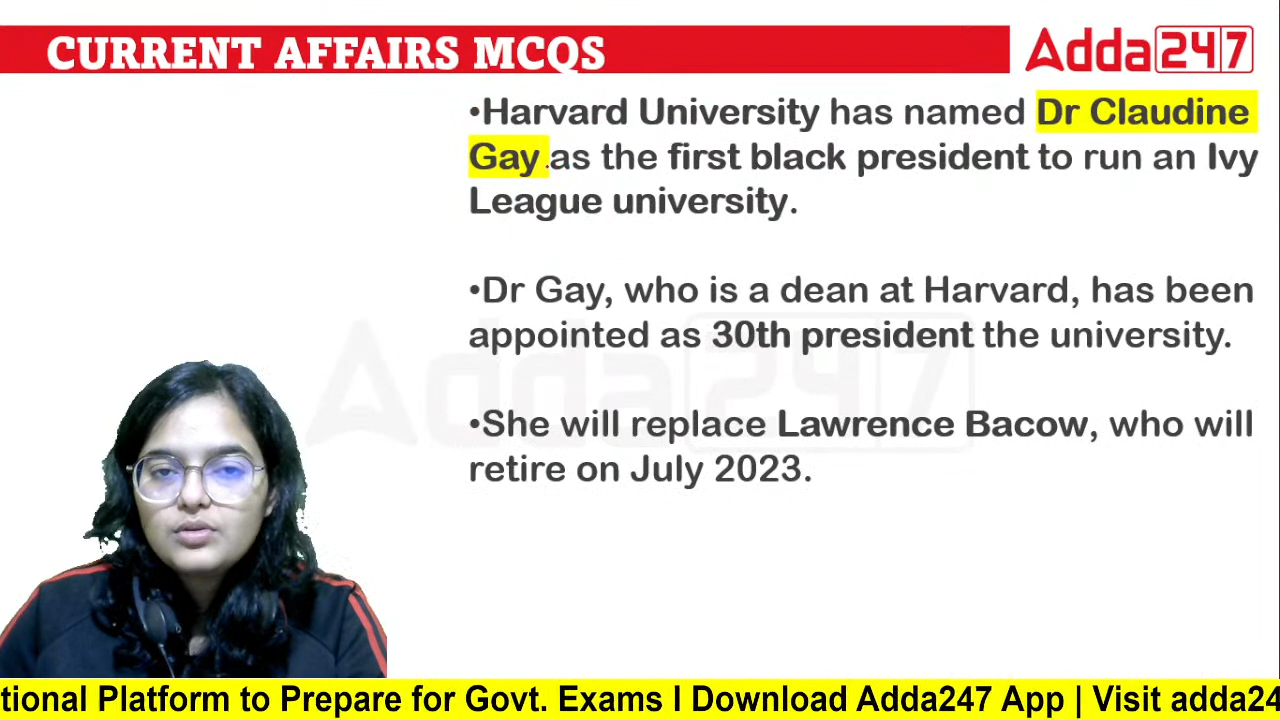 CURRENT AFFAIRS MCQS
Adda247
•Harvard University has named Dr Claudine
Gay as the first black president to run an Ivy
League university.
•Dr Gay, who is a dean at Harvard, has been
appointed as 30th president the university.
•She will replace Lawrence Bacow, who will
retire on July 2023.
Adda247
tional Platform to Prepare for Govt. Exams I Download Adda247 App | Visit adda24